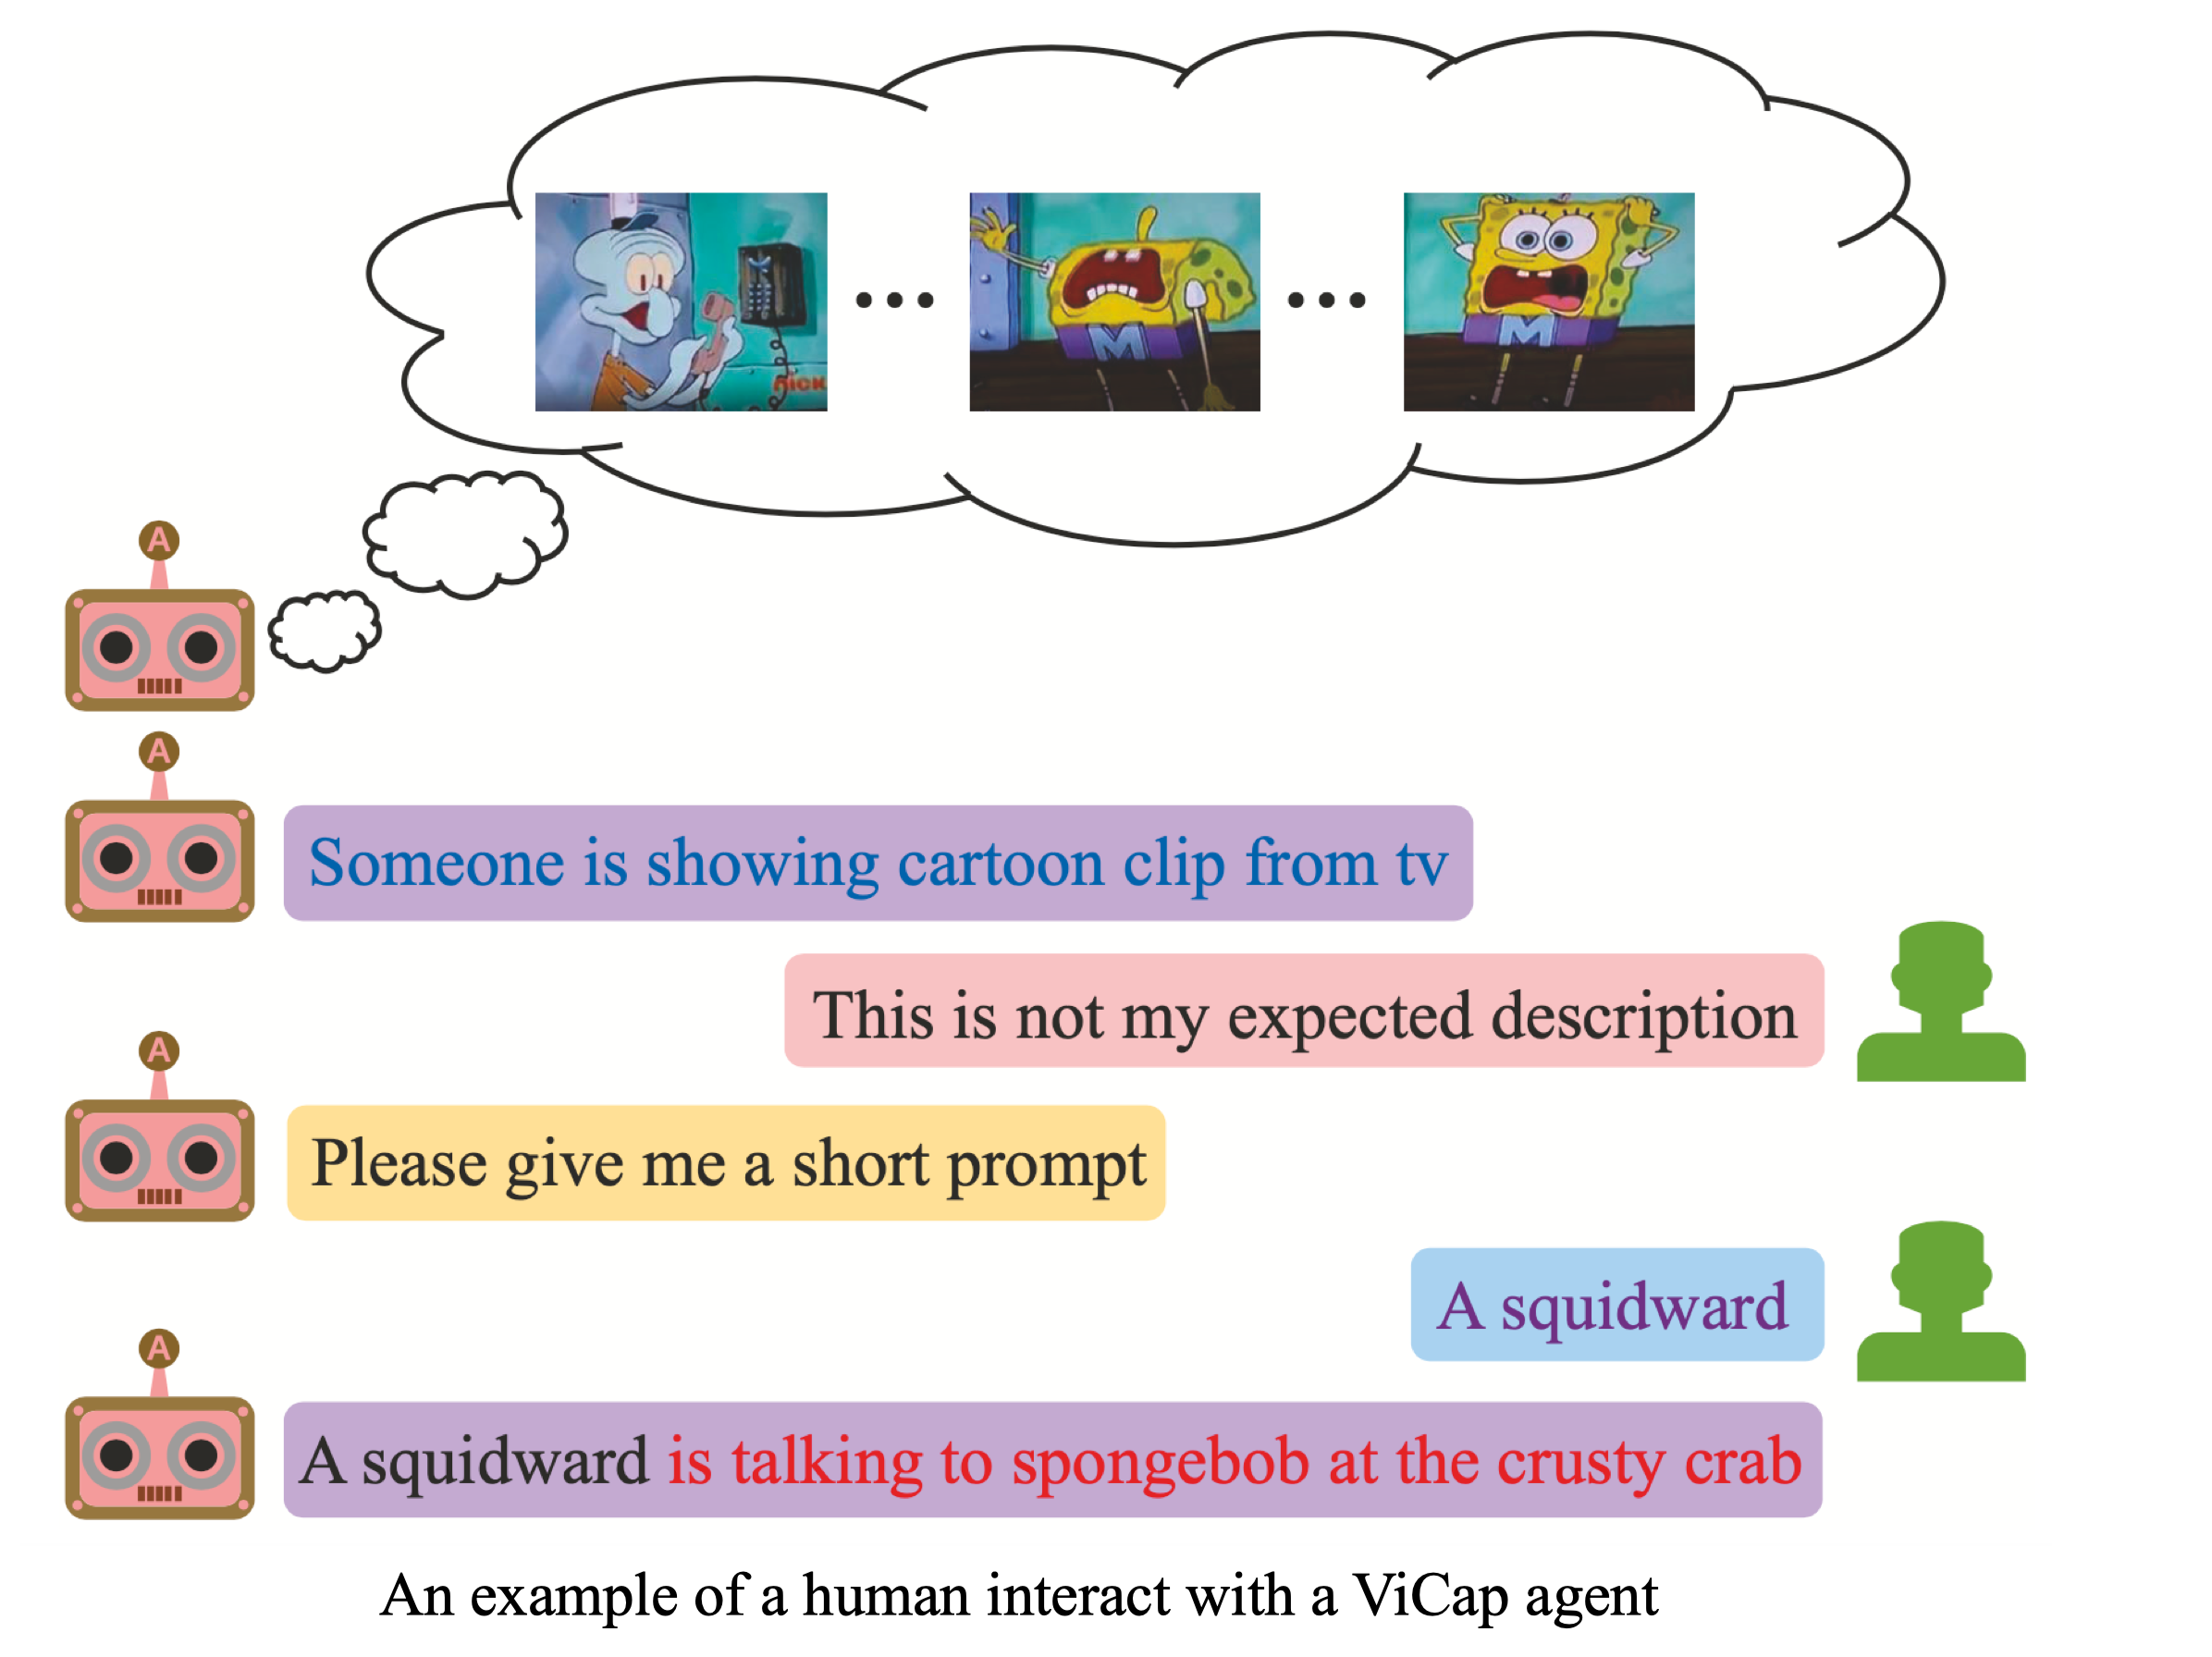 nick
M
M
A
A
Someone is showing cartoon clip from tv
This is not my expected description
A
Please give me a short prompt
A squidward
A
A squidward is talking to spongebob at the crusty crab
An example of a human interact with a ViCap agent